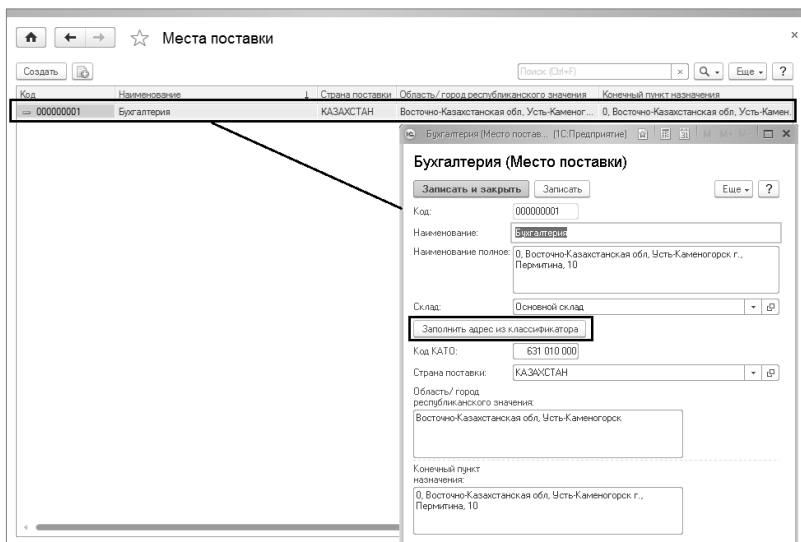 Места поставки
Создать
Поиск (Ctrl+F)
Еще
?
Код Наименование Страна поставки Область/ город республиканского значения Конечный пункт назначения
000000001 Бухгалтерия КАЗАХСТАН Восточно-Казахстанская обл, Усть-Каменог... 0, Восточно-Казахстанская обл, Усть-Камен...
Бухгалтерия (Место постав... (1С:Предприятие) M M+ M-
Бухгалтерия (Место поставки)
Записать и закрыть Записать Еще ?
Код: 000000001
Наименование: Бухгалтерия
Наименование полное: 0, Восточно-Казахстанская обл, Усть-Каменогорск г.,
Пермитина, 10
Склад: Основной склад
Заполнить адрес из классификатора
Код КАТО: 631 010 000
Страна поставки: КАЗАХСТАН
Область/ город
республиканского значения:
Восточно-Казахстанская обл, Усть-Каменогорск
Конечный пункт
назначения:
0, Восточно-Казахстанская обл, Усть-Каменогорск г.,
Пермитина, 10